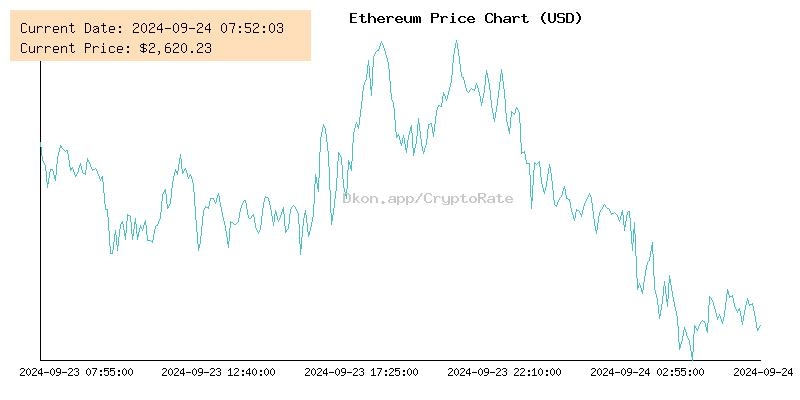 Ethereum Price Chart (USD)
Current Date: 2024-09-24 07:52:03
Current Price: $2,620.23
Dkon.app/CryptoRate
2024-09-23 07:55:00 2024-09-23 12:40:00 2024-09-23 17:25:00 2024-09-23 22:10:00 2024-09-24 02:55:00 2024-09-24